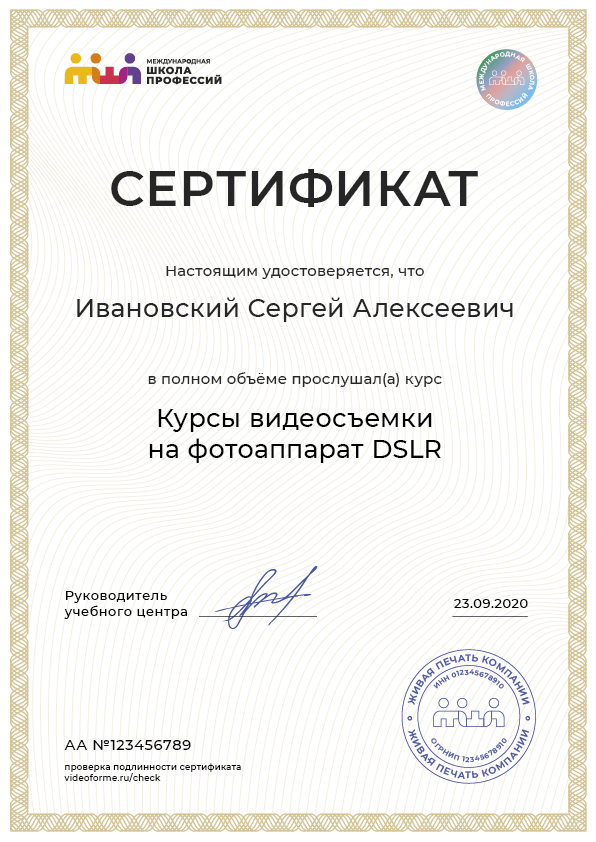 МЕЖДУНАРОДНАЯ
ШКОЛА
ПРОФЕССИЙ
МЕЖДУНАРОДНАЯ ШКОЛА
ПРОФЕССИЙ
СЕРТИФИКАТ
Настоящим удостоверяется, что
Ивановский Сергей Алексеевич
в полном объёме прослушал(а) курс
Курсы видеосъемки
на фотоаппарат DSLR
Руководитель
учебного центра
23.09.2020
ЖИВАЯ ПЕЧАТЬ КОМПАНИИ
ИНН 012345678910
ОГРНИП 12345678910
ЖИВАЯ ПЕЧАТЬ КОМПАНИИ
АА №123456789
проверка подлинности сертификата
videoforme.ru/check